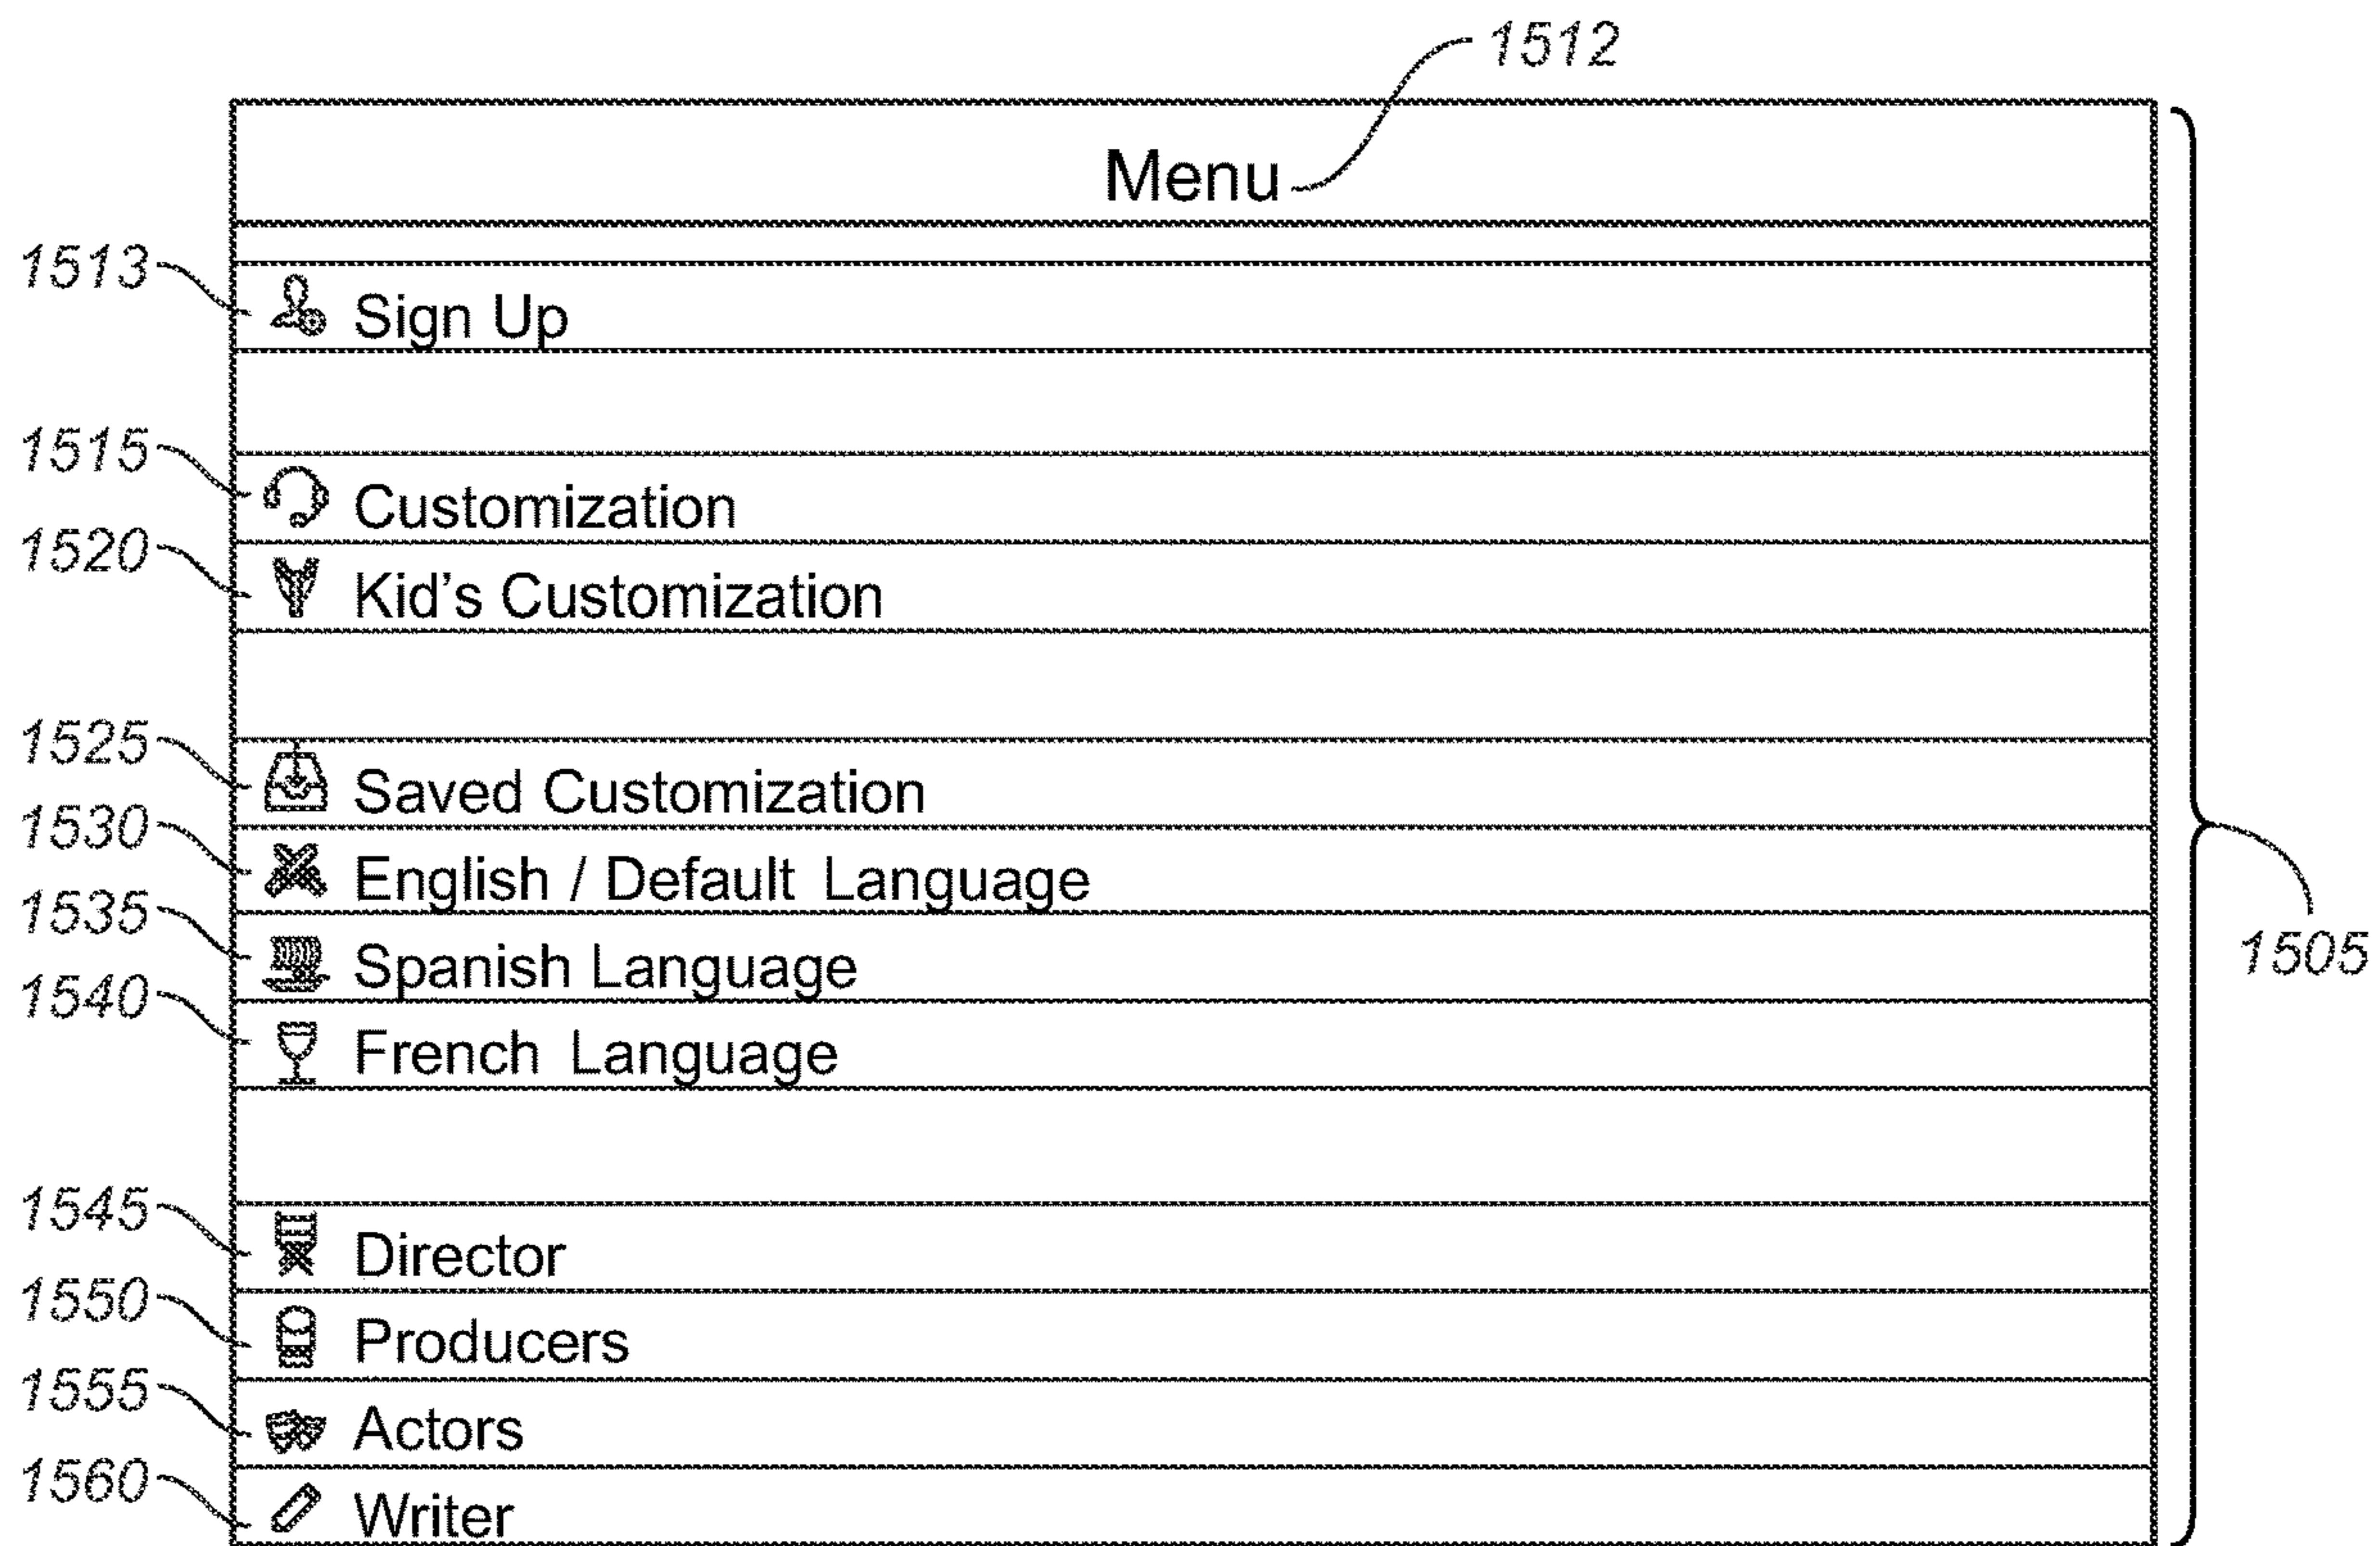 1512
Menu
1513
Sign Up
1515
Customization
1520
Kid's Customization
1525
Saved Customization
1530
English / Default Language
1535
Spanish Language
1505
1540
French Language
1545
Director
1550
Producers
1555
Actors
1560
Writer